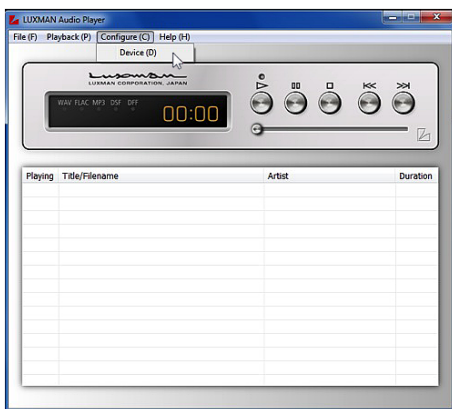 LUXMAN Audio Player
File (F) Playback (P) Configure (C) Help (H)
Device (D)
Luxman
LUXMAN CORPORATION, JAPAN
WAV FLAC MP3 DSF DFF
00:00
Playing Title/Filename Artist Duration